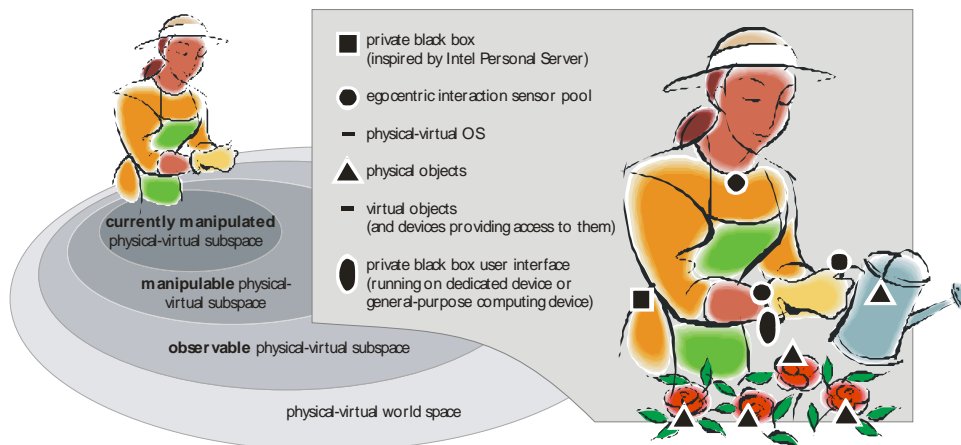 currently manipulated
physical-virtual subspace
manipulable physical-
virtual subspace
observable physical-virtual subspace
physical-virtual world space
private black box
(inspired by Intel Personal Server)
egocentric interaction sensor pool
physical-virtual OS
physical objects
virtual objects
(and devices providing access to them)
private black box user interface
(running on dedicated device or
general-purpose computing device)